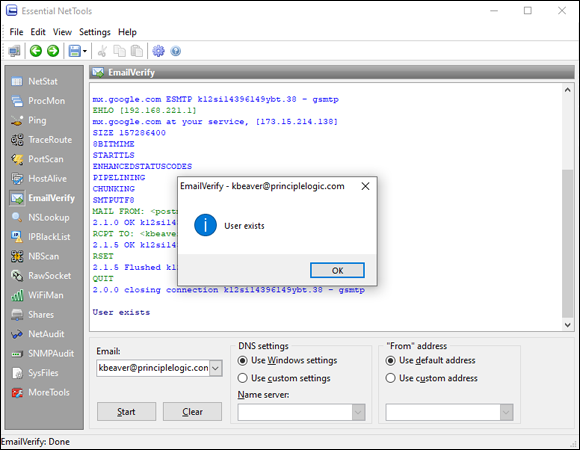 Essential NetTools
File Edit View Settings Help
NetStat
ProcMon
Ping
TraceRoute
PortScan
HostAlive
EmailVerify
NSLookup
IPBlackList
NBScan
RawSocket
WiFiMan
Shares
NetAudit
SNMPAudit
SysFiles
MoreTools
EmailVerify
mx.google.com ESMTP k12si14396149ybt.38 - gsmtp
EHLO [192.168.221.1]
mx.google.com at your service, [173.15.214.138]
SIZE 157286400
8BITMIME
STARTTLS
ENHANCEDSTATUSCODES
PIPELINING
CHUNKING
SMTPUTF8
MAIL FROM: <post
2.1.0 OK k12si14
RCPT TO: <kbeave
2.1.5 OK k12si14
RSET
2.1.5 Flushed k1
QUIT
2.0.0 closing connection k12si14396149ybt.38 - gsmtp
User exists
EmailVerify - kbeaver@principlelogic.com
User exists
OK
Email:
kbeaver@principlelogic.com
Start Clear
DNS settings
Use Windows settings
Use custom settings
Name server:
"From" address
Use default address
Use custom address
EmailVerify: Done